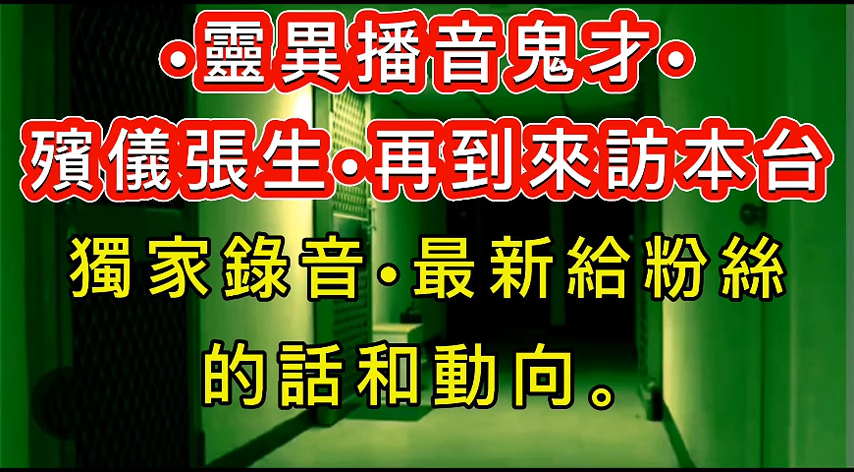 •靈異播音鬼才•
殯儀張生•再到來訪本台
獨家錄音•最新給粉絲
的話和動向。